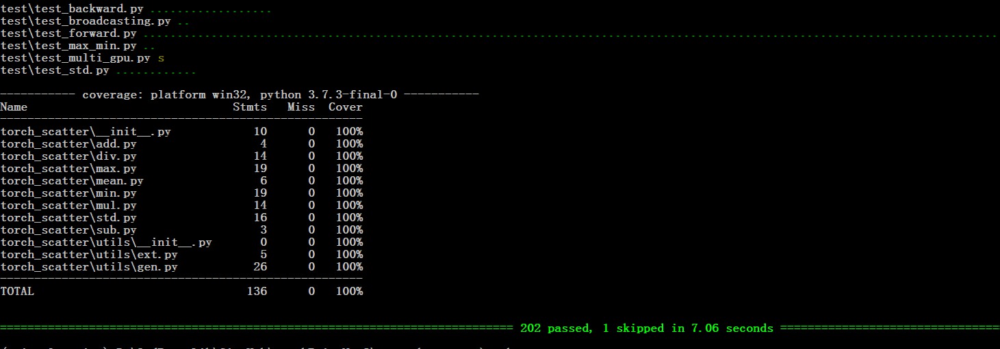 test\test_backward.py ..................
test\test_broadcasting.py ..
test\test_forward.py .............................................................................................................................
test\test_max_min.py ..
test\test_multi_gpu.py s
test\test_std.py ............
----------- coverage: platform win32, python 3.7.3-final-0 -----------
Name                              Stmts   Miss  Cover
-----------------------------------------------------
torch_scatter\__init__.py            10      0   100%
torch_scatter\add.py                  4      0   100%
torch_scatter\div.py                 14      0   100%
torch_scatter\max.py                 19      0   100%
torch_scatter\mean.py                 6      0   100%
torch_scatter\min.py                 19      0   100%
torch_scatter\mul.py                 14      0   100%
torch_scatter\std.py                 16      0   100%
torch_scatter\sub.py                  3      0   100%
torch_scatter\utils\__init__.py       0      0   100%
torch_scatter\utils\ext.py            5      0   100%
torch_scatter\utils\gen.py           26      0   100%
-----------------------------------------------------
TOTAL                               136      0   100%
=========================================================================== 202 passed, 1 skipped in 7.06 seconds ================================